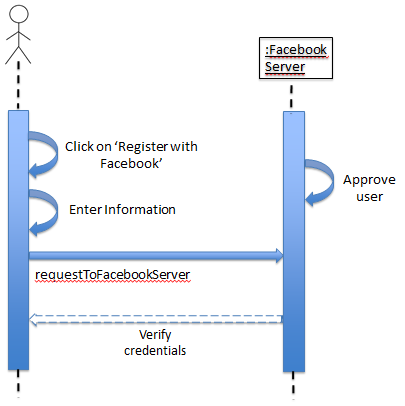 :Facebook
Server
Click on ‘Register with
Facebook’
Approve
user
Enter Information
requestToFacebookServer
Verify
credentials